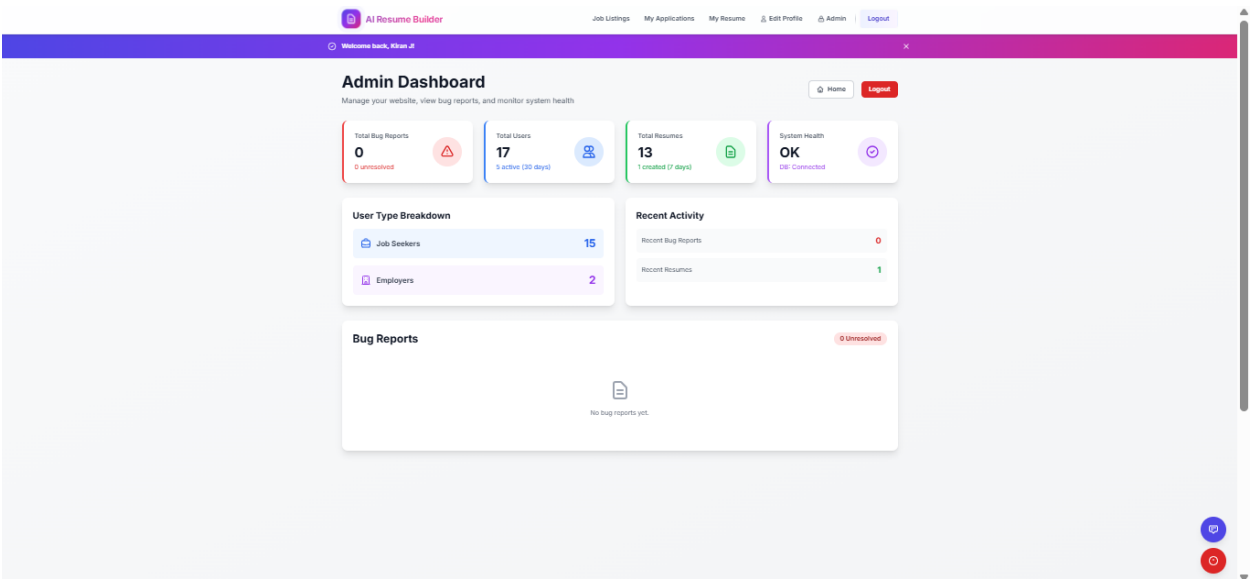 AI Resume Builder
Job Listings My Applications My Resume Edit Profile Admin Logout
Welcome back, Kiran J!
Admin Dashboard
Manage your website, view bug reports, and monitor system health
Home Logout
Total Bug Reports
0
0 unresolved
Total Users
17
5 active (30 days)
Total Resumes
13
1 created (7 days)
System Health
OK
DB: Connected
User Type Breakdown
Job Seekers 15
Employers 2
Recent Activity
Recent Bug Reports 0
Recent Resumes 1
Bug Reports 0 Unresolved
No bug reports yet.